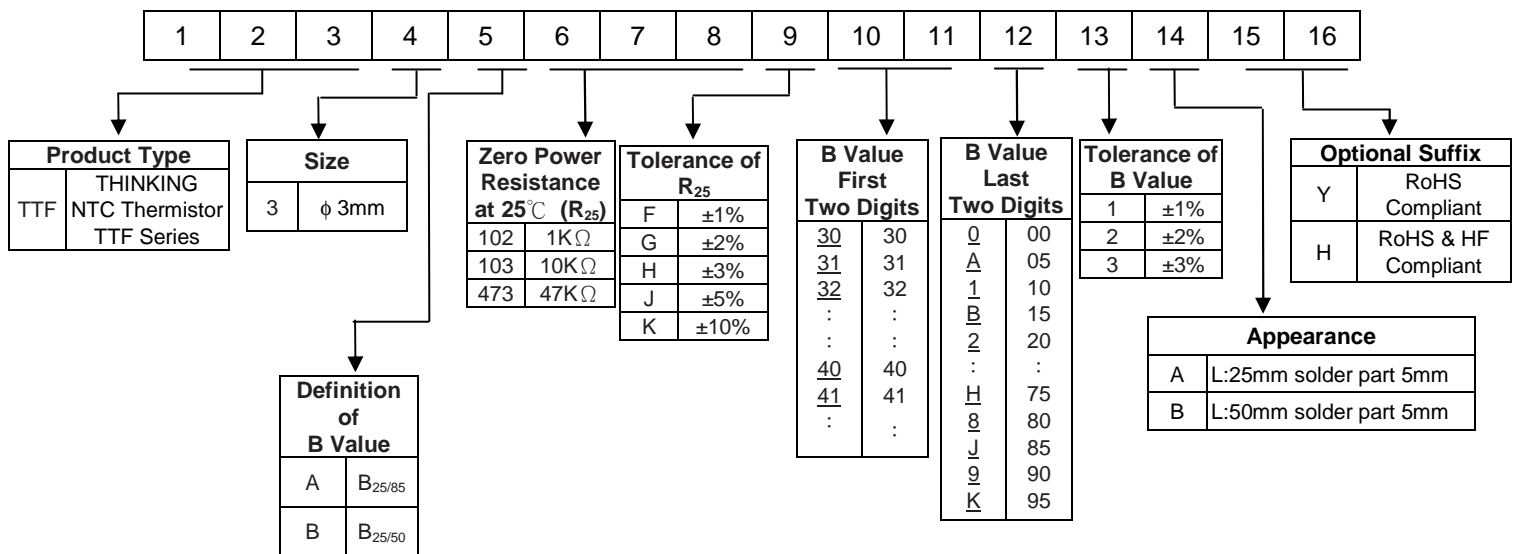 1 2 3 4 5 6 7 8 9 10 11 12 13 14 15 16
Product Type
TTF THINKING
NTC Thermistor
TTF Series
Size
3 ϕ 3mm
Definition
of
B Value
A B25/85
B B25/50
Zero Power
Resistance
at 25℃ (R25)
102 1KΩ
103 10KΩ
473 47KΩ
Tolerance of
R25
F ±1%
G ±2%
H ±3%
J ±5%
K ±10%
B Value
First
Two Digits
30 30
31 31
32 32
: :
: :
40 40
41 41
: :
B Value
Last
Two Digits
0 00
A 05
1 10
B 15
2 20
: :
H 75
8 80
J 85
9 90
K 95
Tolerance of
B Value
1 ±1%
2 ±2%
3 ±3%
Appearance
A L:25mm solder part 5mm
B L:50mm solder part 5mm
Optional Suffix
Y RoHS
Compliant
H RoHS & HF
Compliant